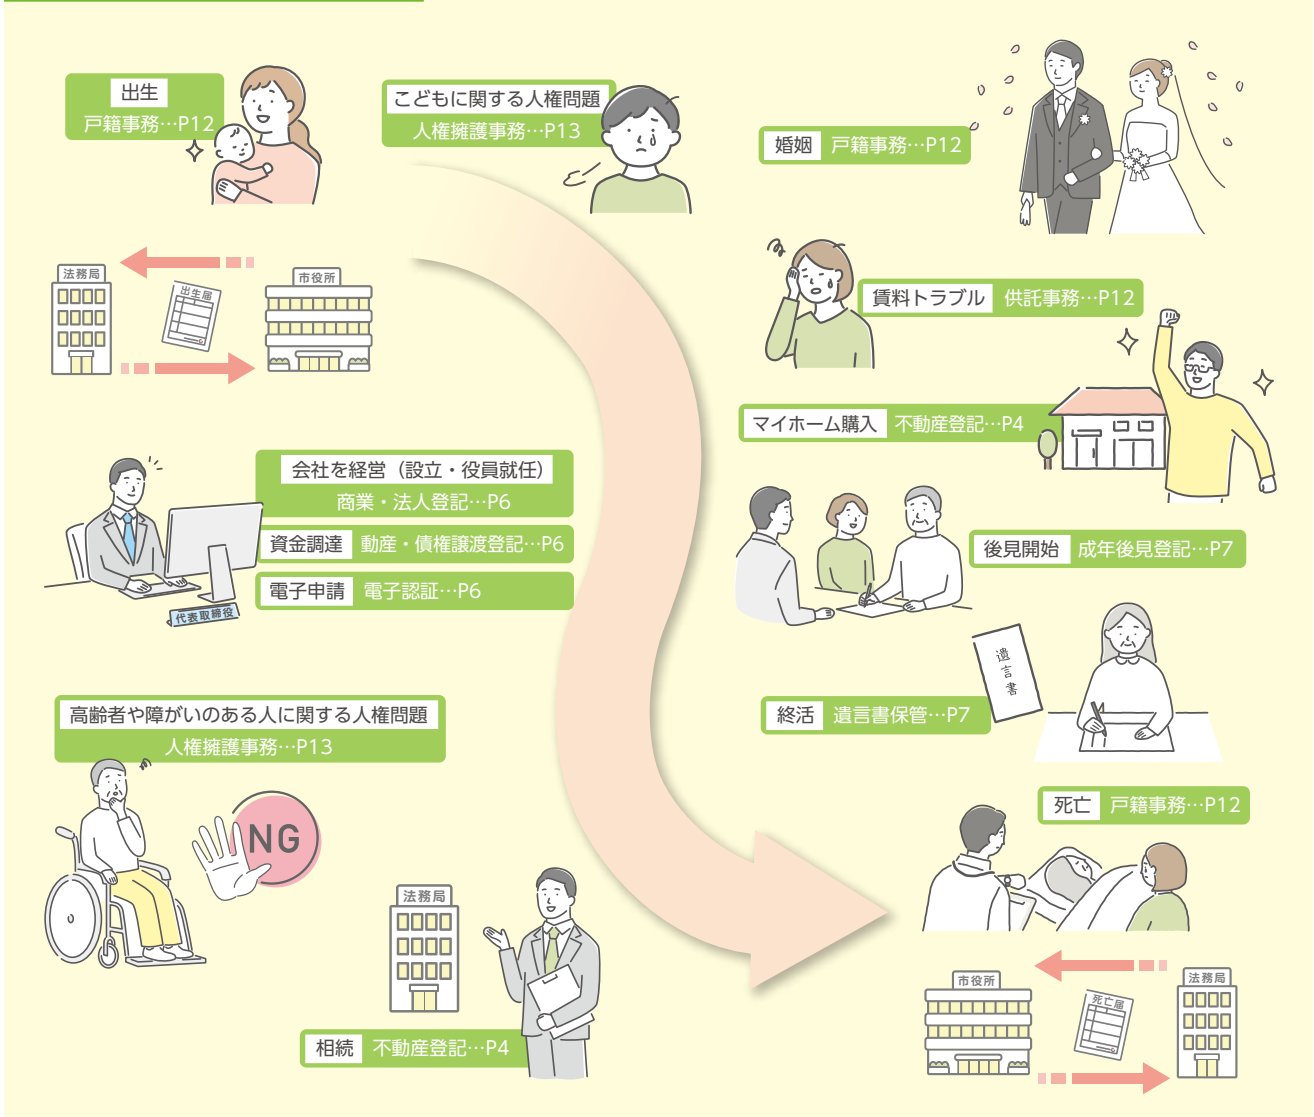 出生
戸籍事務…P12
こどもに関する人権問題
人権擁護事務…P13
婚姻 戸籍事務…P12
法務局
出生届
市役所
賃料トラブル 供託事務…P12
マイホーム購入 不動産登記…P4
会社を経営（設立・役員就任）
商業・法人登記…P6
資金調達 動産・債権譲渡登記…P6
電子申請 電子認証…P6
代表取締役
後見開始 成年後見登記…P7
遺言書
終活 遺言書保管…P7
高齢者や障がいのある人に関する人権問題
人権擁護事務…P13
NG
死亡 戸籍事務…P12
法務局
相続 不動産登記…P4
市役所
死亡届
法務局